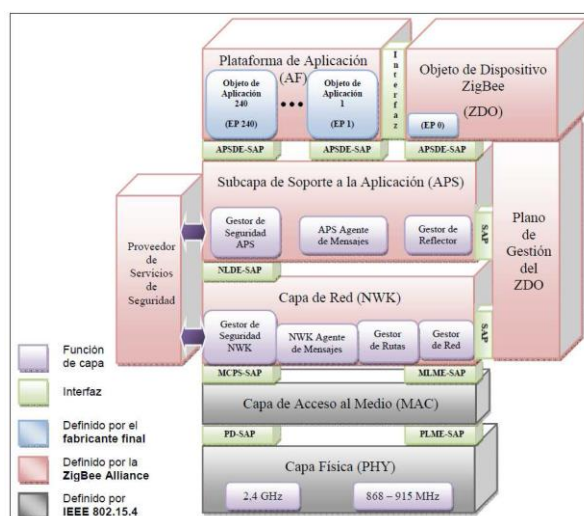 Plataforma de Aplicación
(AF)
Objeto de
Aplicación
240
(EP 240)
Objeto de
Aplicación
1
(EP 1)
Interfaz
Objeto de Dispositivo
ZigBee
(ZDO)
(EP 0)
APSDE-SAP
APSDE-SAP
APSDE-SAP
Subcapa de Soporte a la Aplicación (APS)
Gestor de
Seguridad
APS
APS Agente
de Mensajes
Gestor de
Reflector
SAP
Plano
de
Gestión
del
ZDO
Proveedor
de
Servicios
de
Seguridad
NLDE-SAP
Capa de Red (NWK)
Gestor de
Seguridad
NWK
NWK Agente
de Mensajes
Gestor
de Rutas
Gestor
de Red
SAP
MCPS-SAP
MLME-SAP
Capa de Acceso al Medio (MAC)
PD-SAP
PLME-SAP
Capa Física (PHY)
2,4 GHz
868 – 915 MHz
Función
de capa
Interfaz
Definido por el
fabricante final
Definido por la
ZigBee Alliance
Definido por
IEEE 802.15.4